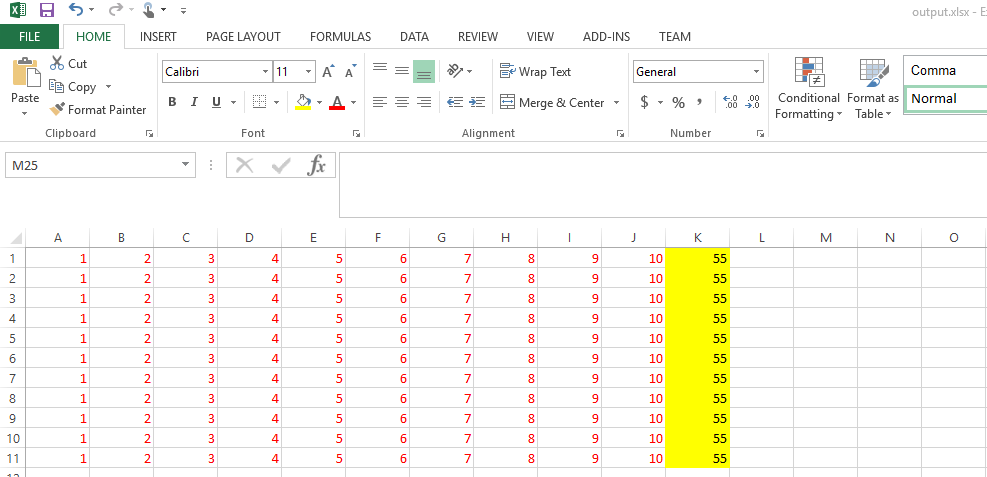 output.xlsx - E
FILE HOME INSERT PAGE LAYOUT FORMULAS DATA REVIEW VIEW ADD-INS TEAM
Cut
Calibri 11 A A
Wrap Text
General
Comma
Paste
Copy
Format Painter
B I U A
Merge & Center
$ % , .00 .0
Conditional Formatting
Format as Table
Normal
Clipboard Font Alignment Number
M25 fx
A B C D E F G H I J K L M N O
1 1 2 3 4 5 6 7 8 9 10 55
2 1 2 3 4 5 6 7 8 9 10 55
3 1 2 3 4 5 6 7 8 9 10 55
4 1 2 3 4 5 6 7 8 9 10 55
5 1 2 3 4 5 6 7 8 9 10 55
6 1 2 3 4 5 6 7 8 9 10 55
7 1 2 3 4 5 6 7 8 9 10 55
8 1 2 3 4 5 6 7 8 9 10 55
9 1 2 3 4 5 6 7 8 9 10 55
10 1 2 3 4 5 6 7 8 9 10 55
11 1 2 3 4 5 6 7 8 9 10 55